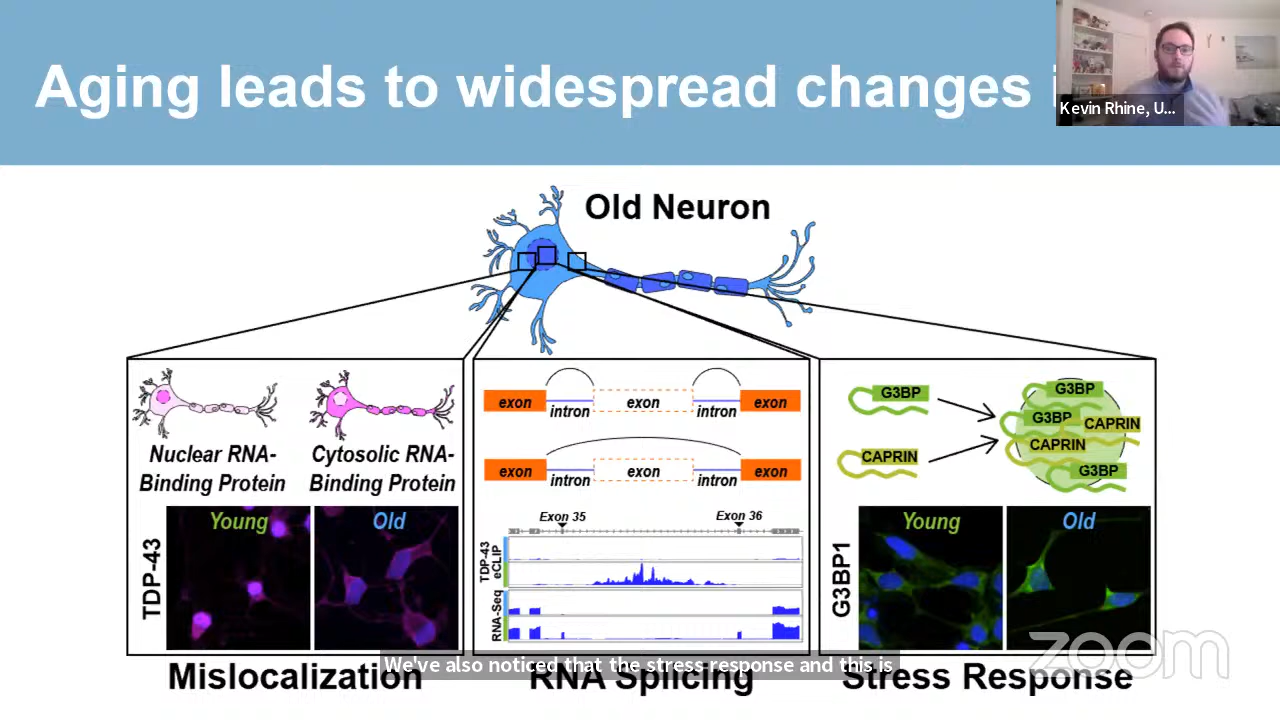 Aging leads to widespread changes
Kevin Rhine, U...
Old Neuron
Nuclear RNA-
Binding Protein
Cytosolic RNA-
Binding Protein
Young
Old
TDP-43
Mislocalization
exon
intron
exon
intron
exon
exon
intron
exon
intron
exon
Exon 35
Exon 36
TDP-43
eCLIP
RNA-Seq
RNA Splicing
G3BP
CAPRIN
G3BP
G3BP
CAPRIN
CAPRIN
G3BP
Young
Old
G3BP1
Stress Response
We've also noticed that the stress response and this is
zoom